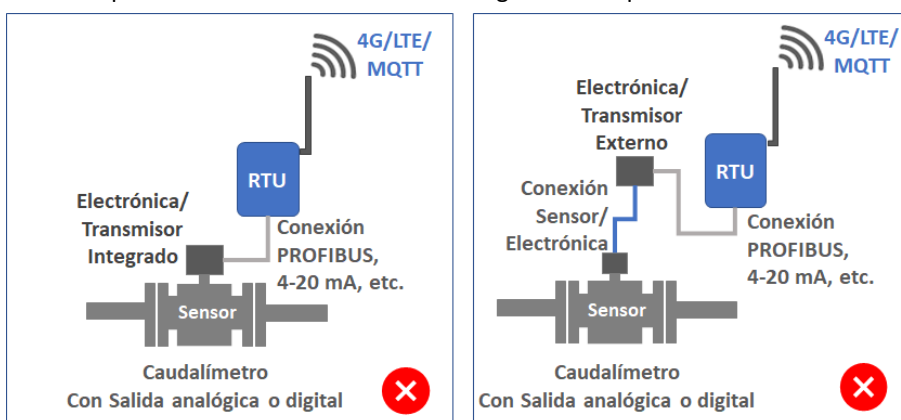 4G/LTE/
MQTT
RTU
Electrónica/
Transmisor
Integrado
Conexión
PROFIBUS,
4-20 mA, etc.
Sensor
Caudalímetro
Con Salida analógica o digital
4G/LTE/
MQTT
Electrónica/
Transmisor
Externo
RTU
Conexión
Sensor/
Electrónica
Conexión
PROFIBUS,
4-20 mA, etc.
Sensor
Caudalímetro
Con Salida analógica o digital